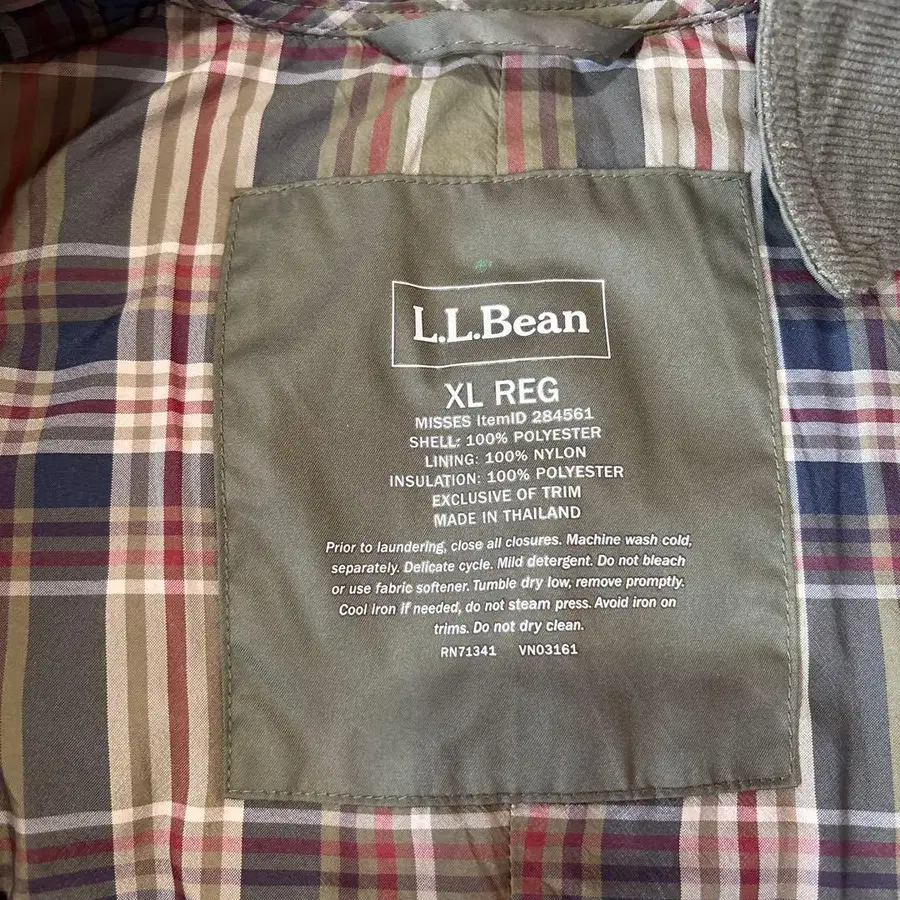 L.L.Bean
XL REG
MISSES ItemID 284561
SHELL: 100% POLYESTER
LINING: 100% NYLON
INSULATION: 100% POLYESTER
EXCLUSIVE OF TRIM
MADE IN THAILAND
Prior to laundering, close all closures. Machine wash cold,
separately. Delicate cycle. Mild detergent. Do not bleach
or use fabric softener. Tumble dry low, remove promptly.
Cool iron if needed, do not steam press. Avoid iron on
trims. Do not dry clean.
RN71341 VN03161